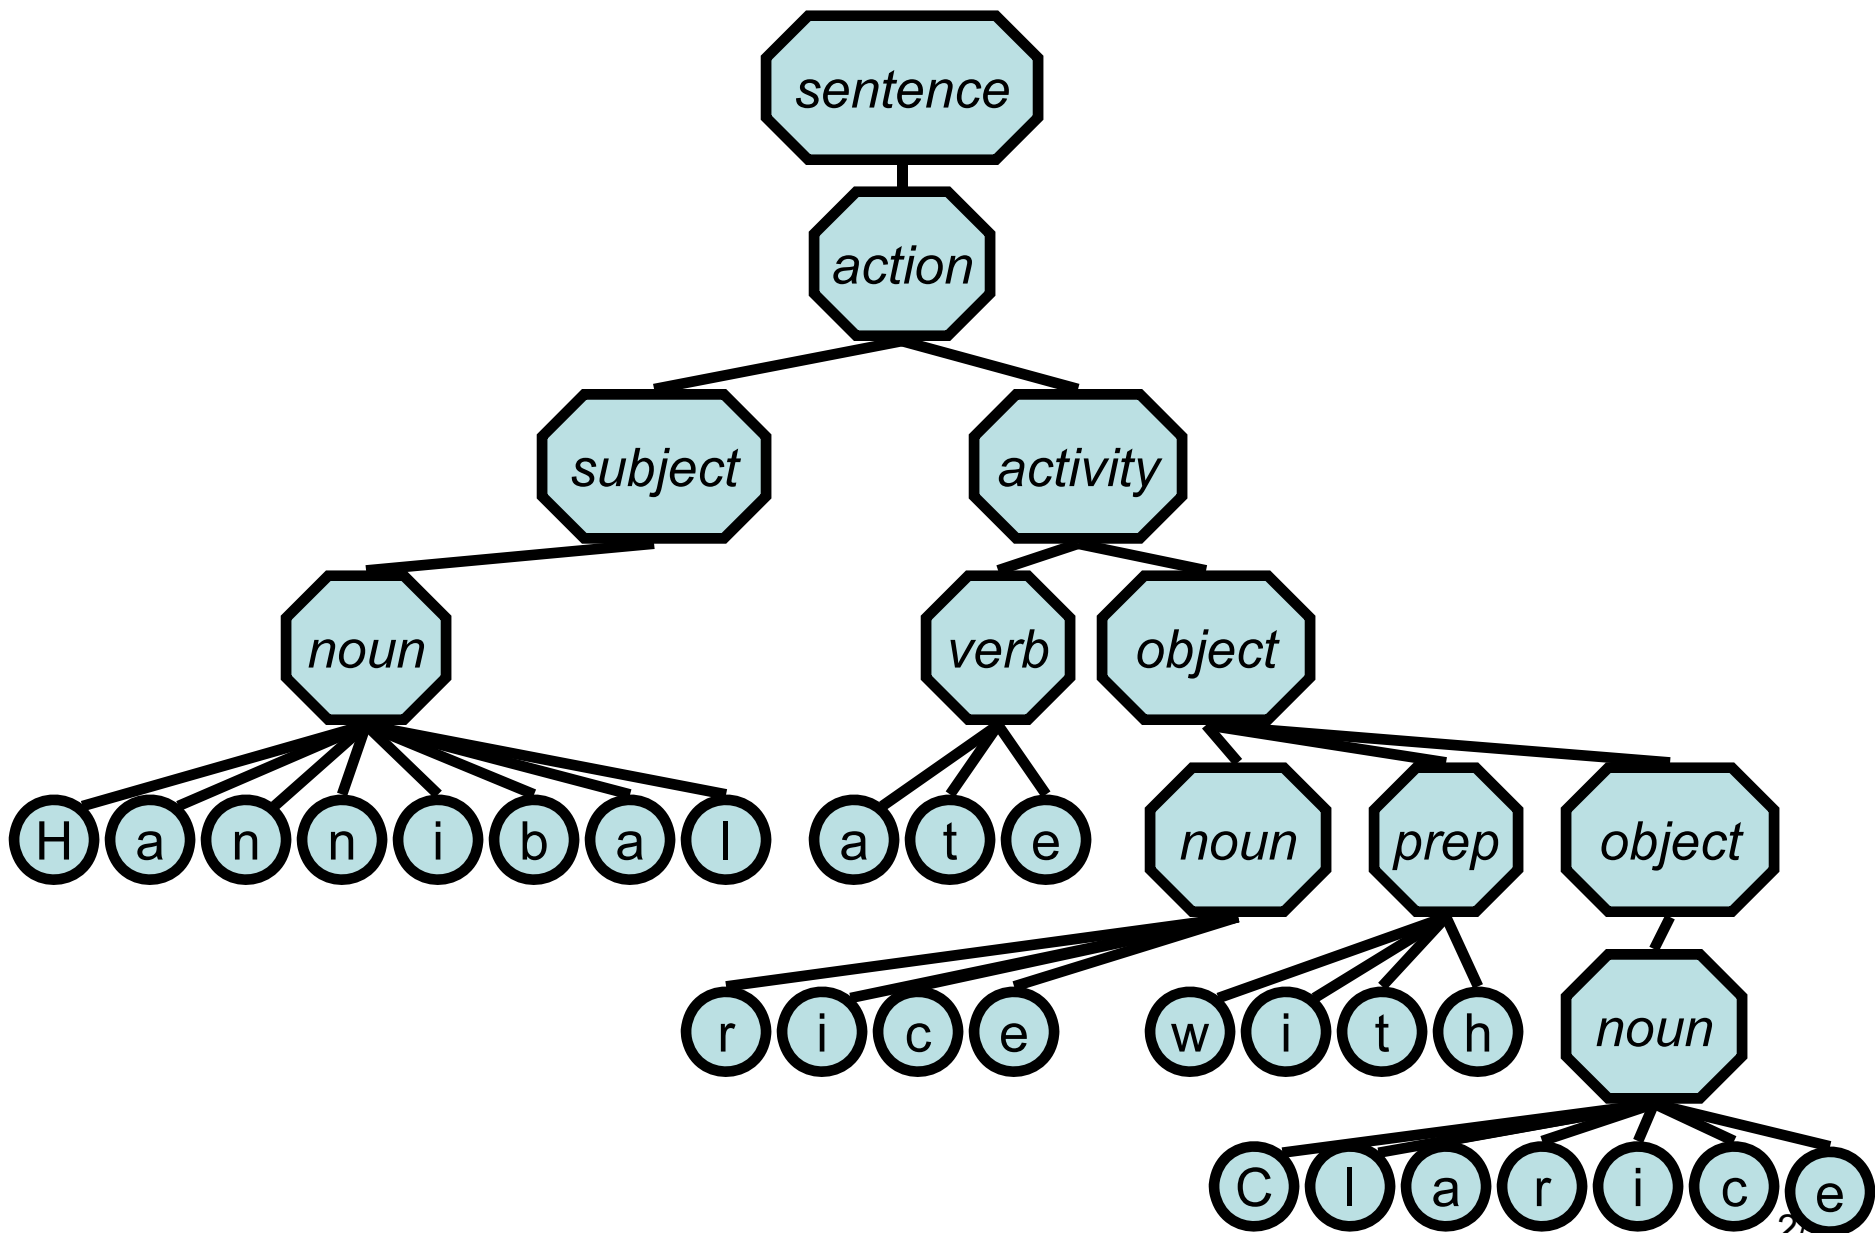 sentence
action
subject activity
noun verb object
H a n n i b a l a t e noun prep object
r i c e w i t h noun
C l a r i c e